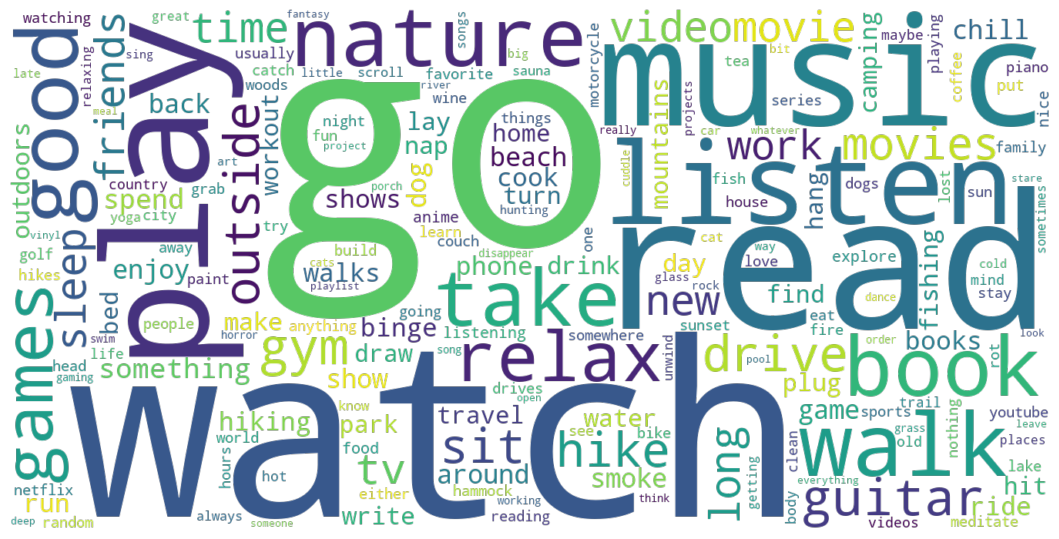 watching
great
fantasy
time
nature
songs
big
video
movie
bit
maybe
playing
chill
late
relaxing
sing
usually
catch
little
scroll
favorite
sauna
motorcycle
music
tea
camping
coffee
piano
good
play
friends
back
woods
river
wine
series
put
nice
meal
outside
workout
go
night
fun
project
lay
nap
things
home
beach
cook
turn
hunting
really
projects
car
whatever
work
movies
family
outdoors
country
art
grab
spend
yoga
city
shows
porch
dog
anime
learn
listen
cuddle
mountains
fish
house
hang
dogs
lost
sun
stare
sometimes
vinyl
golf
hikes
away
paint
try
build
cats
walks
playlist
couch
disappear
one
read
cat
way
love
explore
cold
mind
stay
sleep
enjoy
people
phone
drink
day
glass
rock
new
find
fishing
games
swim
bed
make
anything
going
binge
listening
take
sunset
dance
eat
fire
look
life
head
gaming
something
horror
gym
draw
song
relax
somewhere
unwind
drive
pool
order
books
rot
show
drives
open
plug
book
watch
hiking
know
park
travel
sit
water
see
bike
hike
long
game
sports
trail
grass
old
youtube
leave
places
nothing
world
hours
hot
food
tv
around
smoke
getting
clean
body
everything
walk
lake
netflix
run
random
deep
always
someone
either
write
hammock
working
reading
think
guitar
videos
ride
hit
meditate